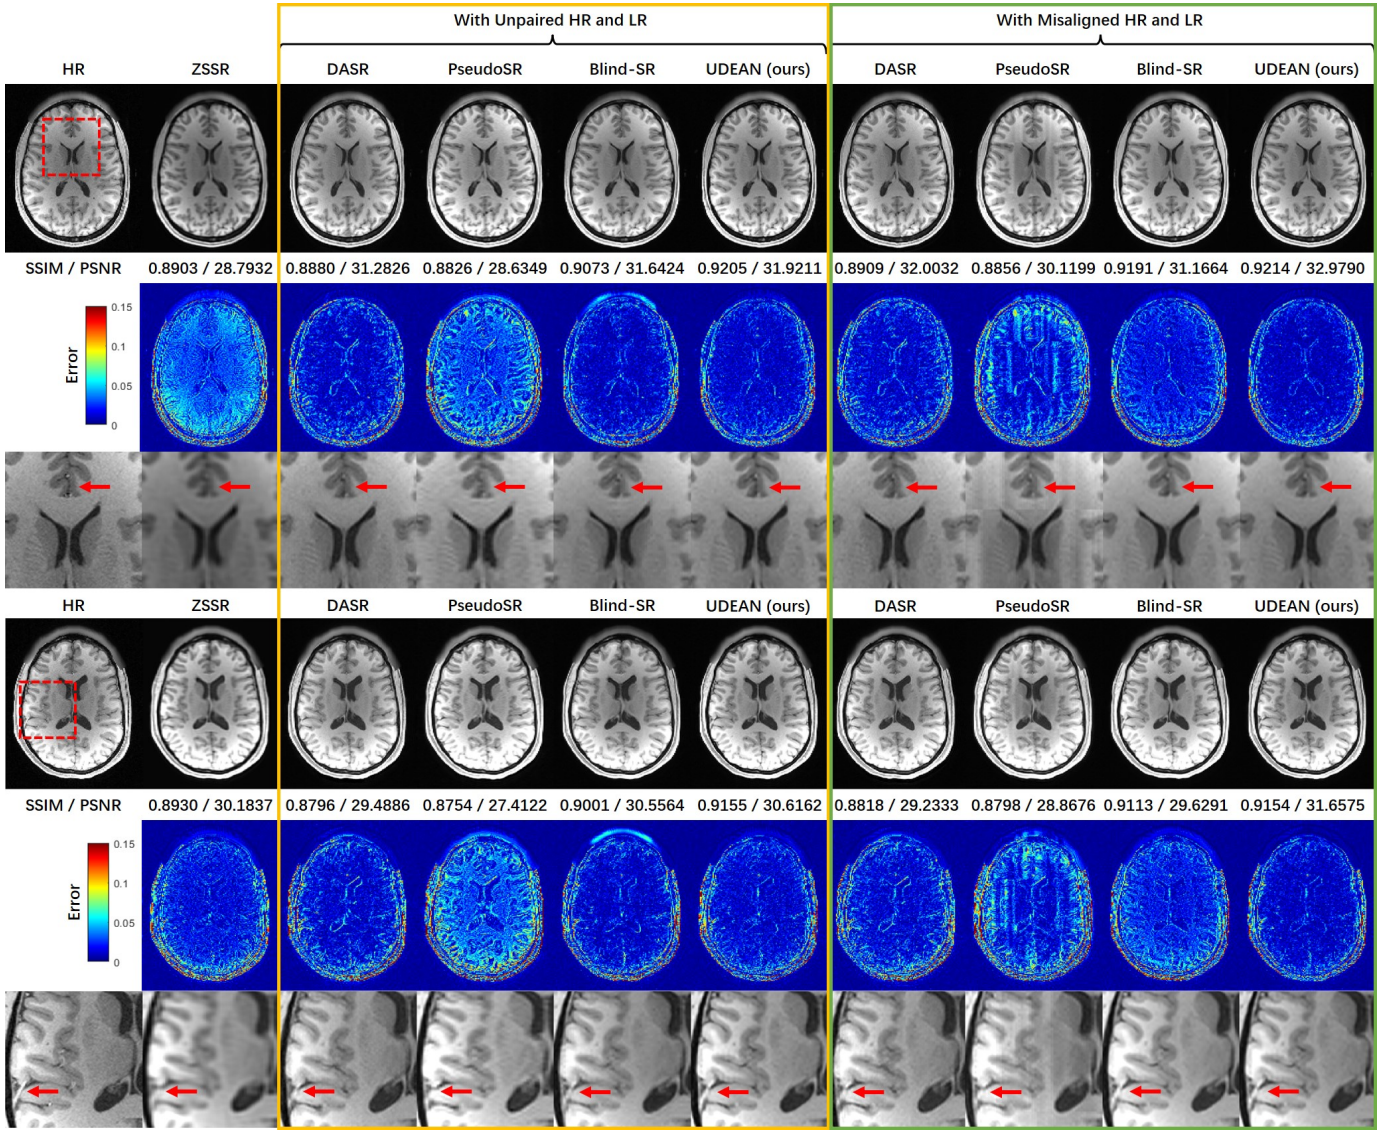 With Unpaired HR and LR
With Misaligned HR and LR
HR ZSSR DASR PseudoSR Blind-SR UDEAN (ours) DASR PseudoSR Blind-SR UDEAN (ours)
SSIM / PSNR 0.8903 / 28.7932 0.8880 / 31.2826 0.8826 / 28.6349 0.9073 / 31.6424 0.9205 / 31.9211 0.8909 / 32.0032 0.8856 / 30.1199 0.9191 / 31.1664 0.9214 / 32.9790
Error
0.15
0.1
0.05
0
HR ZSSR DASR PseudoSR Blind-SR UDEAN (ours) DASR PseudoSR Blind-SR UDEAN (ours)
SSIM / PSNR 0.8930 / 30.1837 0.8796 / 29.4886 0.8754 / 27.4122 0.9001 / 30.5564 0.9155 / 30.6162 0.8818 / 29.2333 0.8798 / 28.8676 0.9113 / 29.6291 0.9154 / 31.6575
Error
0.15
0.1
0.05
0